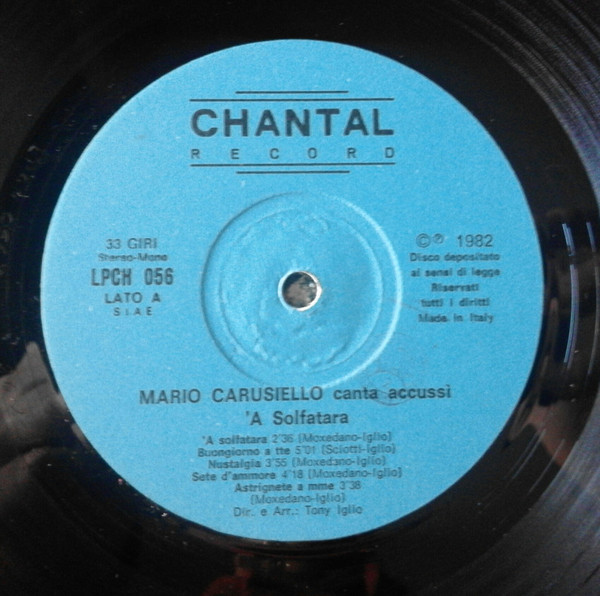 CHANTAL
RECORD
33 GIRI
Stereo-Mono
LPCH 056
LATO A
SIAE
©℗ 1982
Disco depositato
ai sensi di legge
Riservati
tutti i diritti
Made in Italy
MARIO CARUSIELLO canta accussì
'A Solfatara
'A solfatara 2'36 (Moxedano-Iglio)
Buongiorno a tte 5'01 (Sciotti-Iglio)
Nustalgia 3'55 (Moxedano-Iglio)
Sete d'ammore 4'18 (Moxedano-Iglio)
Astrignete a mme 3'38
(Moxedano-Iglio)
Dir. e Arr.: Tony Iglio